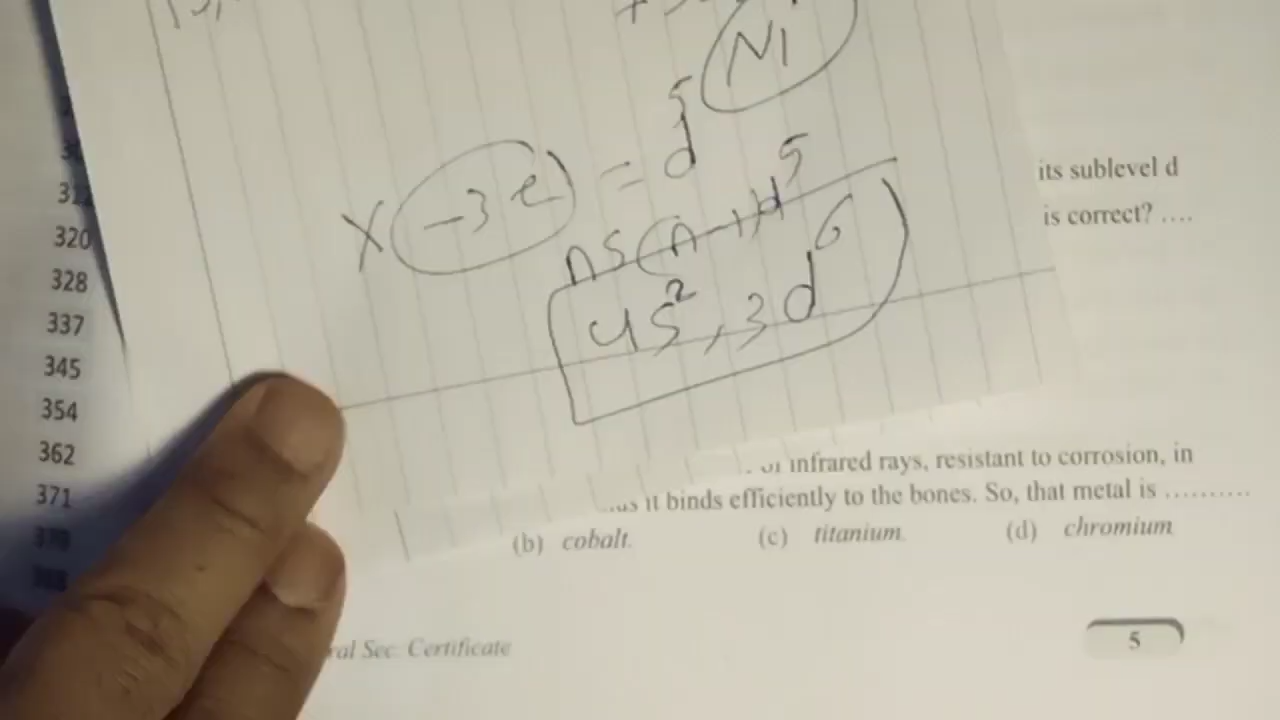 Ni
X -3e = d⁵
ns (n-1)d⁵
4s², 3d⁶
its sublevel d
is correct? ....
320
328
337
345
354
362
371
infrared rays, resistant to corrosion, in
it binds efficiently to the bones. So, that metal is ..........
(b) cobalt. (c) titanium. (d) chromium
Sec. Certificate
5